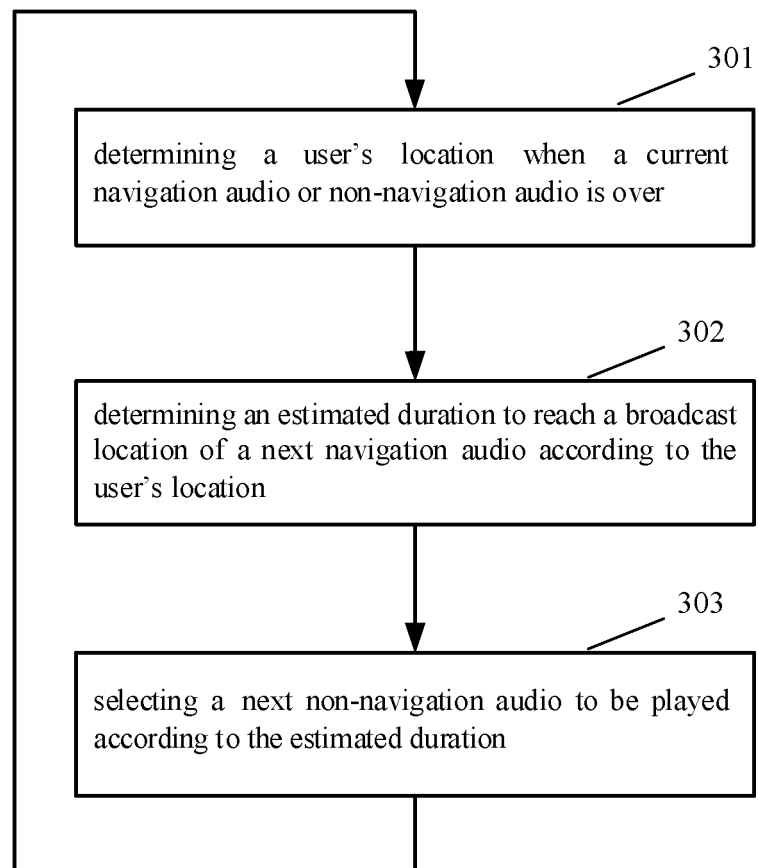 301
determining a user's location when a current
navigation audio or non-navigation audio is over
302
determining an estimated duration to reach a broadcast
location of a next navigation audio according to the
user's location
303
selecting a next non-navigation audio to be played
according to the estimated duration